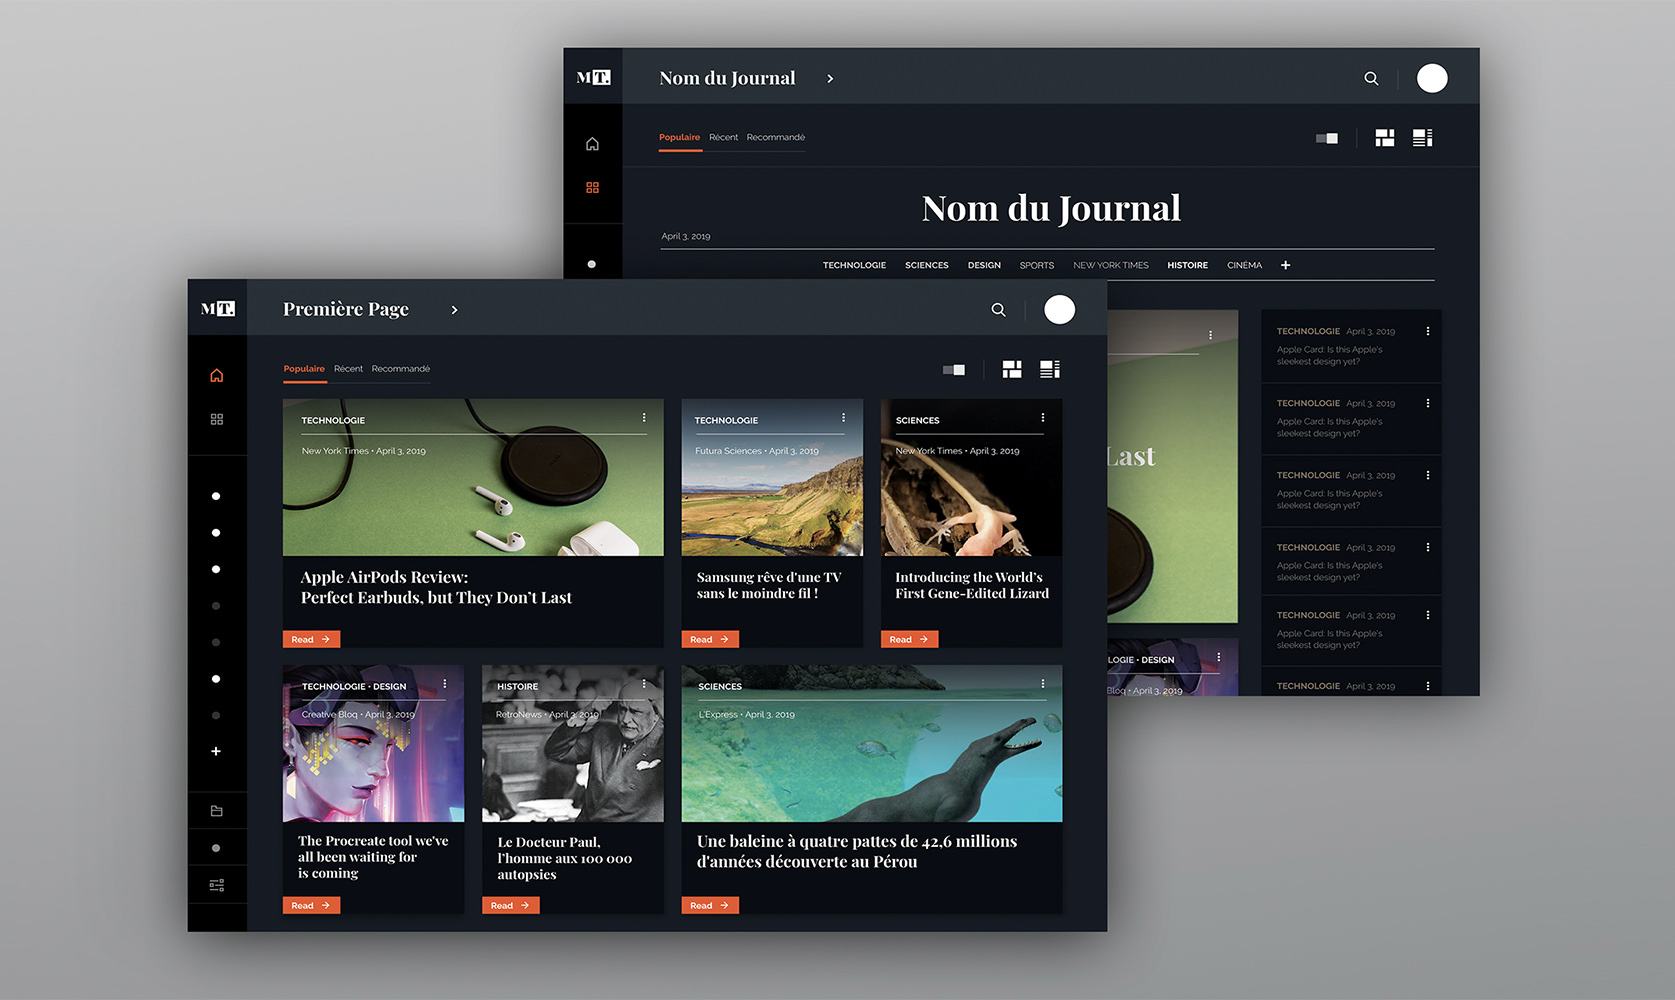 MT.
Nom du Journal
Populaire Récent Recommandé
Nom du Journal
April 3, 2019
TECHNOLOGIE SCIENCES DESIGN SPORTS NEW YORK TIMES HISTOIRE CINÉMA +
Last
LOGIE • DESIGN
Bloq • April 3, 2019
TECHNOLOGIE April 3, 2019
Apple Card: Is this Apple's
sleekest design yet?
TECHNOLOGIE April 3, 2019
Apple Card: Is this Apple's
sleekest design yet?
TECHNOLOGIE April 3, 2019
Apple Card: Is this Apple's
sleekest design yet?
TECHNOLOGIE April 3, 2019
Apple Card: Is this Apple's
sleekest design yet?
TECHNOLOGIE April 3, 2019
Apple Card: Is this Apple's
sleekest design yet?
TECHNOLOGIE April 3, 2019
MT.
Première Page
Populaire Récent Recommandé
TECHNOLOGIE
New York Times • April 3, 2019
Apple AirPods Review:
Perfect Earbuds, but They Don't Last
Read
TECHNOLOGIE
Futura Sciences • April 3, 2019
Samsung rêve d'une TV
sans le moindre fil !
Read
SCIENCES
New York Times • April 3, 2019
Introducing the World's
First Gene-Edited Lizard
Read
TECHNOLOGIE • DESIGN
Creative Bloq • April 3, 2019
The Procreate tool we've
all been waiting for
is coming
Read
HISTOIRE
RetroNews • April 3, 2019
Le Docteur Paul,
l'homme aux 100 000
autopsies
Read
SCIENCES
L'Express • April 3, 2019
Une baleine à quatre pattes de 42,6 millions
d'années découverte au Pérou
Read